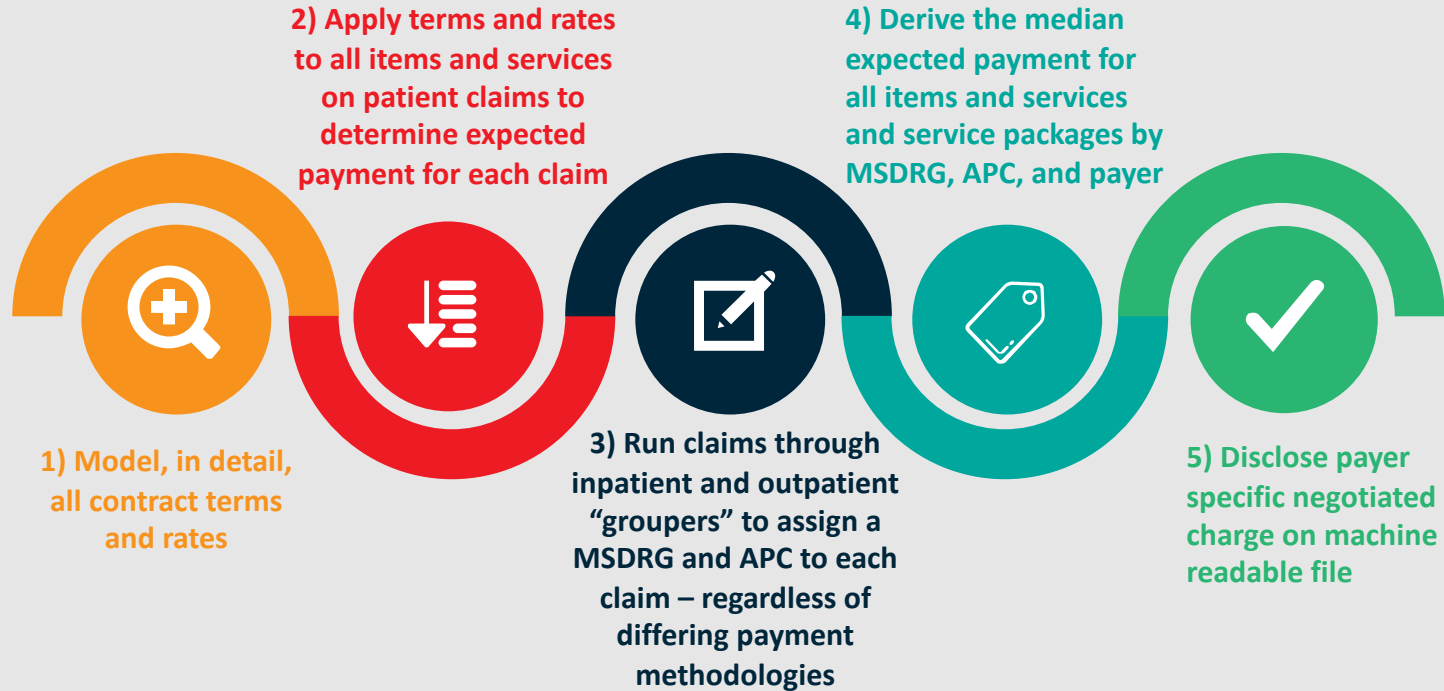 1) Model, in detail,
all contract terms
and rates
2) Apply terms and rates
to all items and services
on patient claims to
determine expected
payment for each claim
3) Run claims through
inpatient and outpatient
“groupers” to assign a
MSDRG and APC to each
claim – regardless of
differing payment
methodologies
4) Derive the median
expected payment for
all items and services
and service packages by
MSDRG, APC, and payer
5) Disclose payer
specific negotiated
charge on machine
readable file